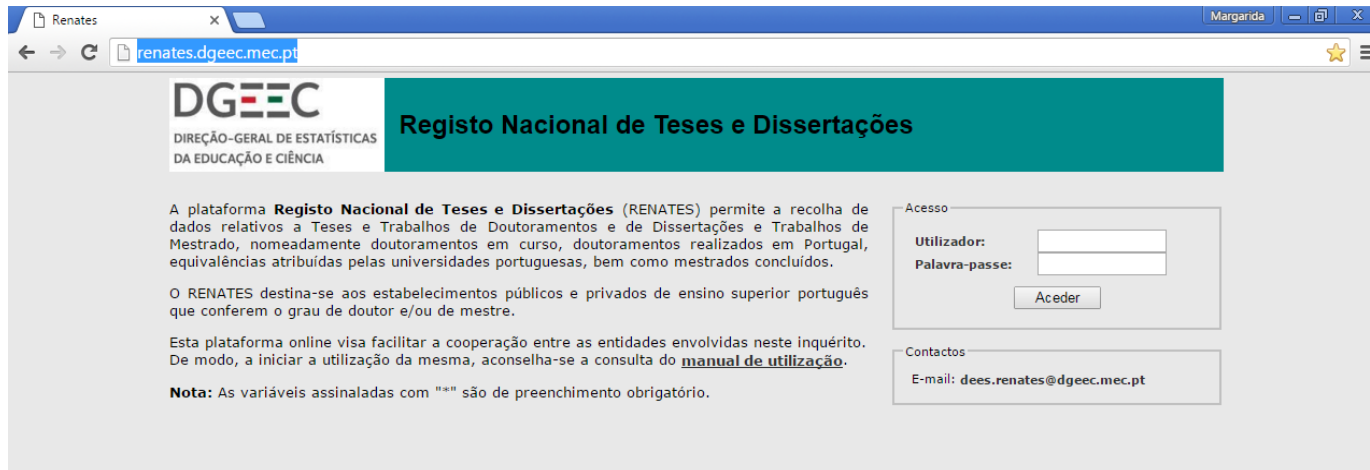 Renates
Margarida
renates.dgeec.mec.pt
DGEEC
DIREÇÃO-GERAL DE ESTATÍSTICAS
DA EDUCAÇÃO E CIÊNCIA
Registo Nacional de Teses e Dissertações
A plataforma Registo Nacional de Teses e Dissertações (RENATES) permite a recolha de
dados relativos a Teses e Trabalhos de Doutoramentos e de Dissertações e Trabalhos de
Mestrado, nomeadamente doutoramentos em curso, doutoramentos realizados em Portugal,
equivalências atribuídas pelas universidades portuguesas, bem como mestrados concluídos.
O RENATES destina-se aos estabelecimentos públicos e privados de ensino superior português
que conferem o grau de doutor e/ou de mestre.
Esta plataforma online visa facilitar a cooperação entre as entidades envolvidas neste inquérito.
De modo, a iniciar a utilização da mesma, aconselha-se a consulta do manual de utilização.
Nota: As variáveis assinaladas com "*" são de preenchimento obrigatório.
Acesso
Utilizador:
Palavra-passe:
Aceder
Contactos
E-mail: dees.renates@dgeec.mec.pt